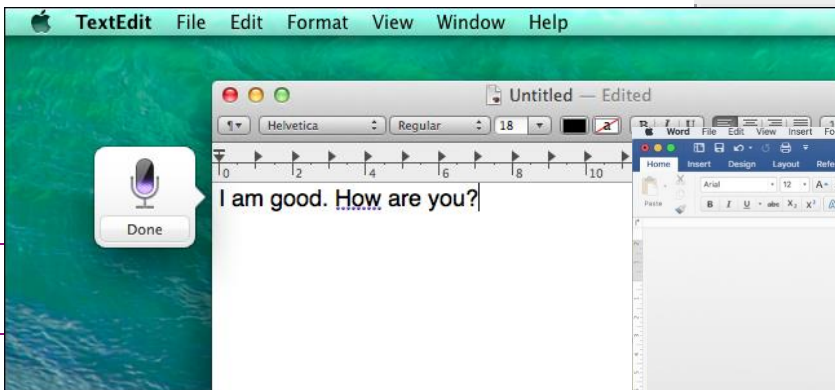 TextEdit File Edit Format View Window Help
Untitled — Edited
¶ Helvetica Regular 18 a B I U
0 2 4 6 8 10
I am good. How are you?
Done
Word File Edit View Insert
Home Insert Design Layout
Paste Arial 12 A
B I U abc X₂ X²